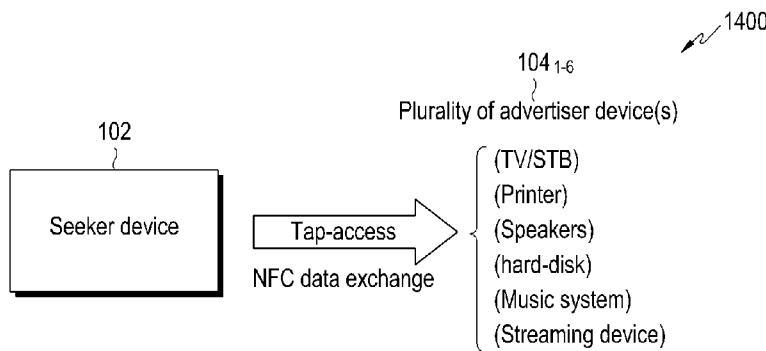 1400
104 1-6
Plurality of advertiser device(s)
102
Seeker device
Tap-access
NFC data exchange
(TV/STB)
(Printer)
(Speakers)
(hard-disk)
(Music system)
(Streaming device)